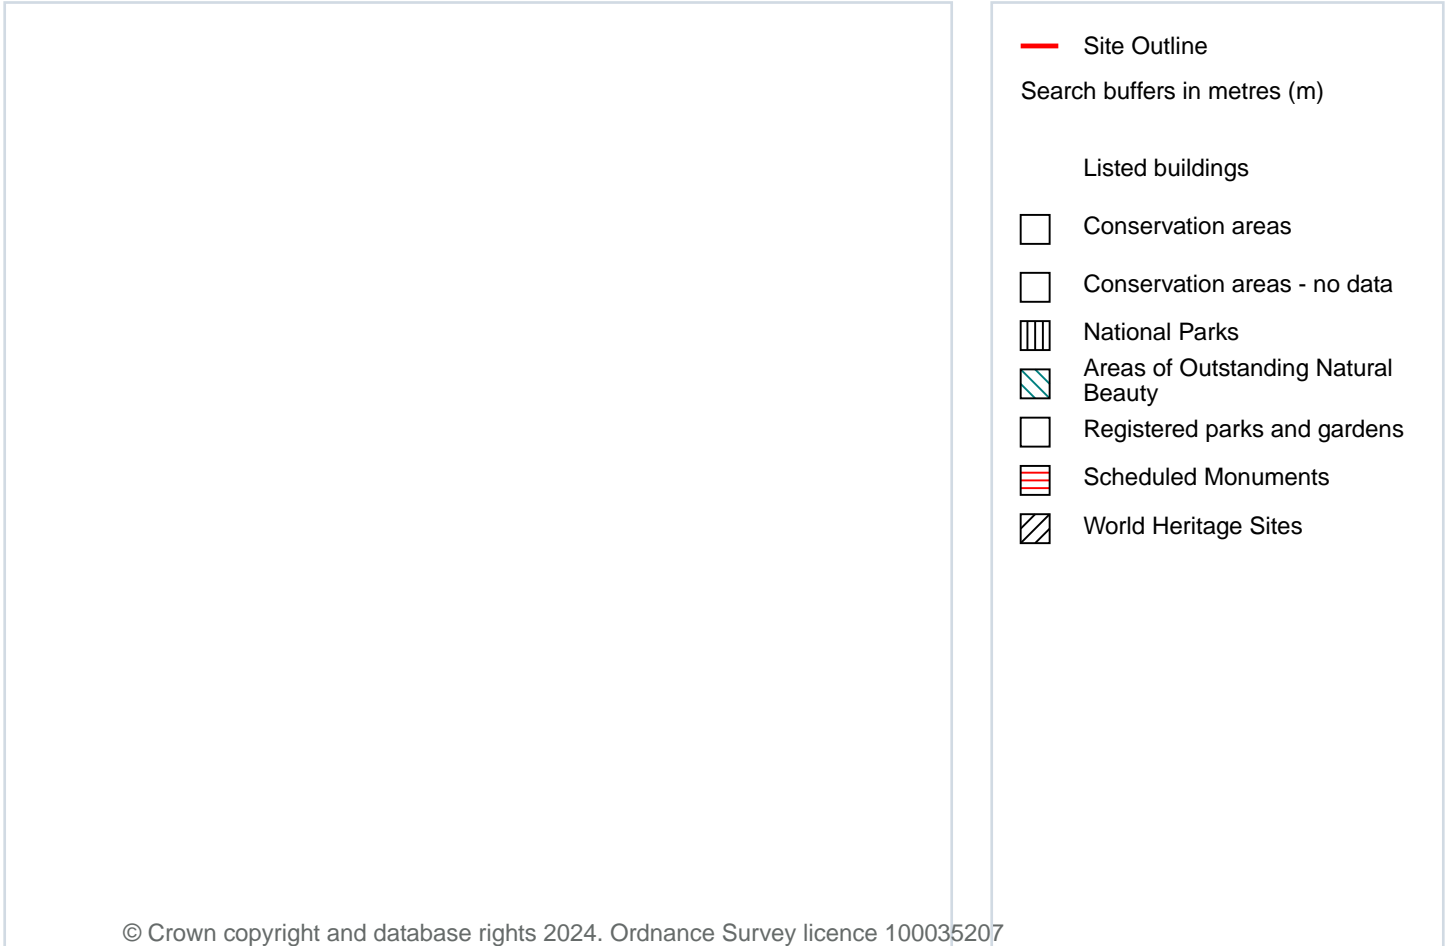 Site Outline
Search buffers in metres (m)
Listed buildings
Conservation areas
Conservation areas - no data
National Parks
Areas of Outstanding Natural
Beauty
Registered parks and gardens
Scheduled Monuments
World Heritage Sites
© Crown copyright and database rights 2024. Ordnance Survey licence 100035207